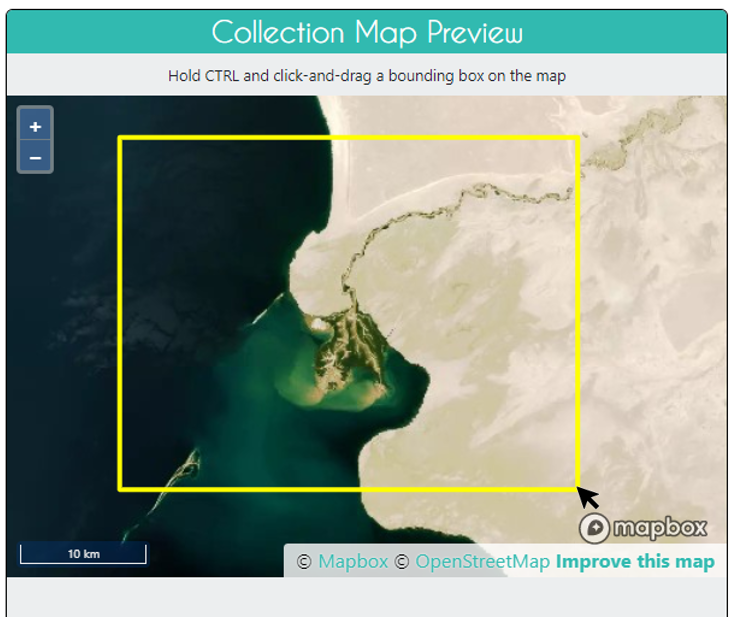 Collection Map Preview
Hold CTRL and click-and-drag a bounding box on the map
+
−
mapbox
10 km
© Mapbox © OpenStreetMap Improve this map